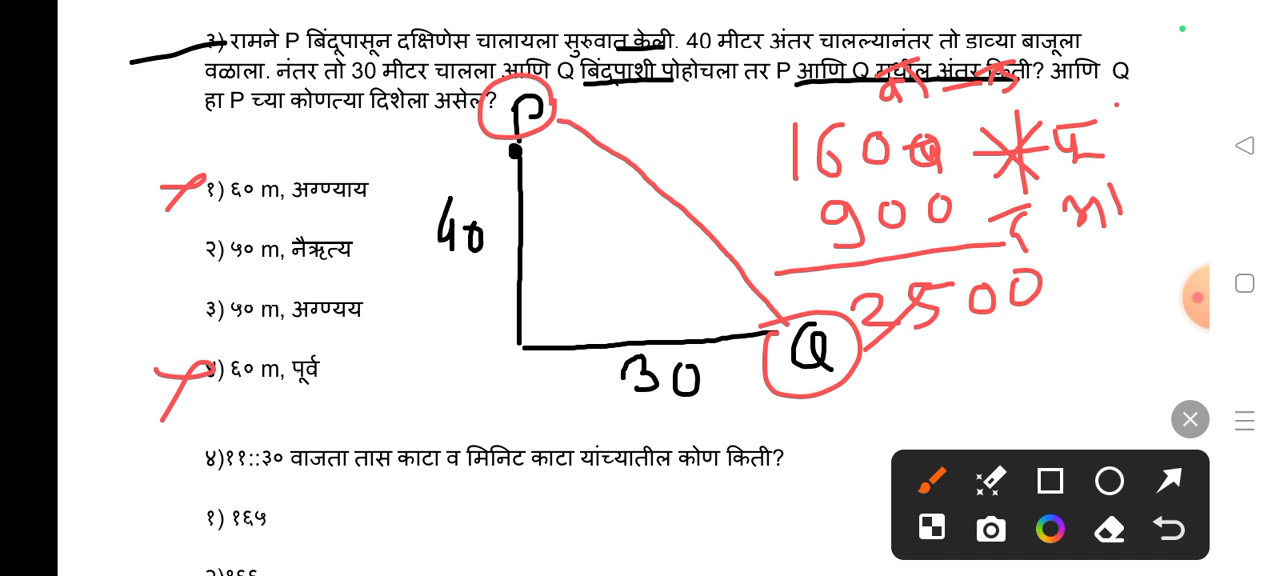 ३) रामने P बिंदूपासून दक्षिणेस चालायला सुरुवात केली. 40 मीटर अंतर चालल्यानंतर तो डाव्या बाजूला
वळाला. नंतर तो 30 मीटर चालला आणि Q बिंदूपाशी पोहोचला तर P आणि Q मधील अंतर किती? आणि Q
हा P च्या कोणत्या दिशेला असेल?
P
1600
900
2500
40
30
Q
१) ६० m, अग्ण्याय
२) ५० m, नैऋत्य
३) ५० m, अग्ण्यय
४) ६० m, पूर्व
४)११::३० वाजता तास काटा व मिनिट काटा यांच्यातील कोण किती?
१) १६५